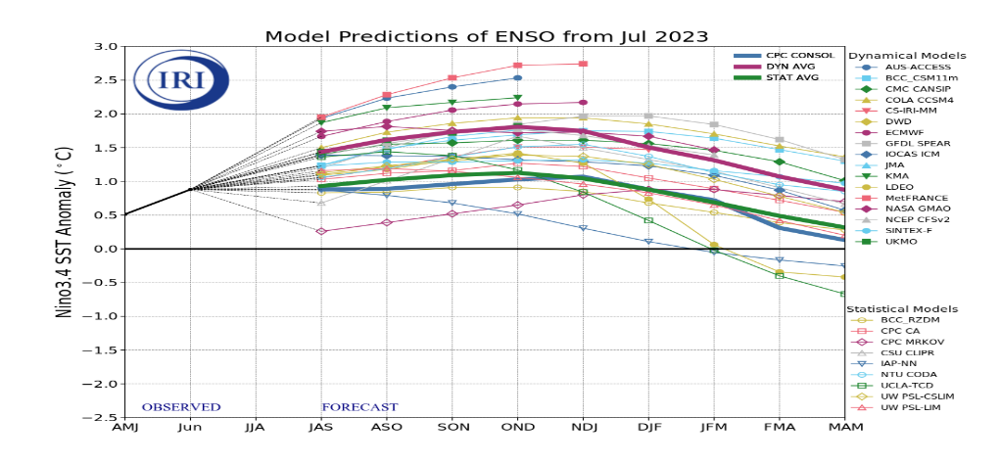 Model Predictions of ENSO from Jul 2023
IRI
CPC CONSOL
DYN AVG
STAT AVG
Dynamical Models
AUS-ACCESS
BCC_CSM11m
CMC CANSIP
COLA CCSM4
CS-IRI-MM
DWD
ECMWF
GFDL SPEAR
IOCAS ICM
JMA
KMA
LDEO
MetFRANCE
NASA GMAO
NCEP CFSv2
SINTEX-F
UKMO
Statistical Models
BCC_RZDM
CPC CA
CPC MRKOV
CSU CLIPR
IAP-NN
NTU CODA
UCLA-TCD
UW PSL-CSLIM
UW PSL-LIM
Nino3.4 SST Anomaly (°C)
3.0
2.5
2.0
1.5
1.0
0.5
0.0
−0.5
−1.0
−1.5
−2.0
−2.5
OBSERVED FORECAST
AMJ Jun JJA JAS ASO SON OND NDJ DJF JFM FMA MAM